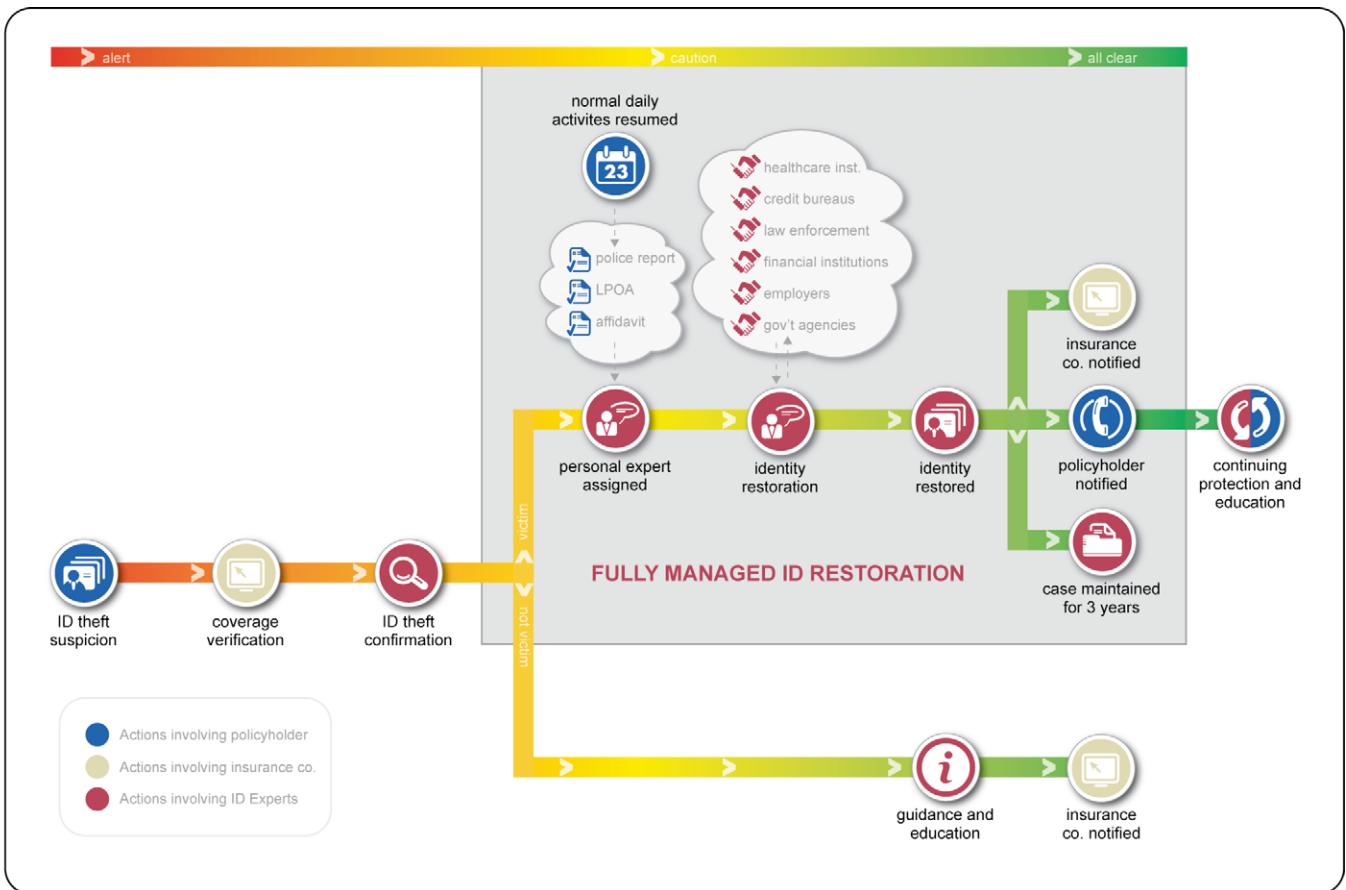 alert
caution
all clear
normal daily
activites resumed
23
police report
LPOA
affidavit
healthcare inst.
credit bureaus
law enforcement
financial institutions
employers
gov't agencies
insurance
co. notified
personal expert
assigned
identity
restoration
identity
restored
policyholder
notified
continuing
protection and
education
victim
not victim
FULLY MANAGED ID RESTORATION
case maintained
for 3 years
ID theft
suspicion
coverage
verification
ID theft
confirmation
Actions involving policyholder
Actions involving insurance co.
Actions involving ID Experts
i
guidance and
education
insurance
co. notified